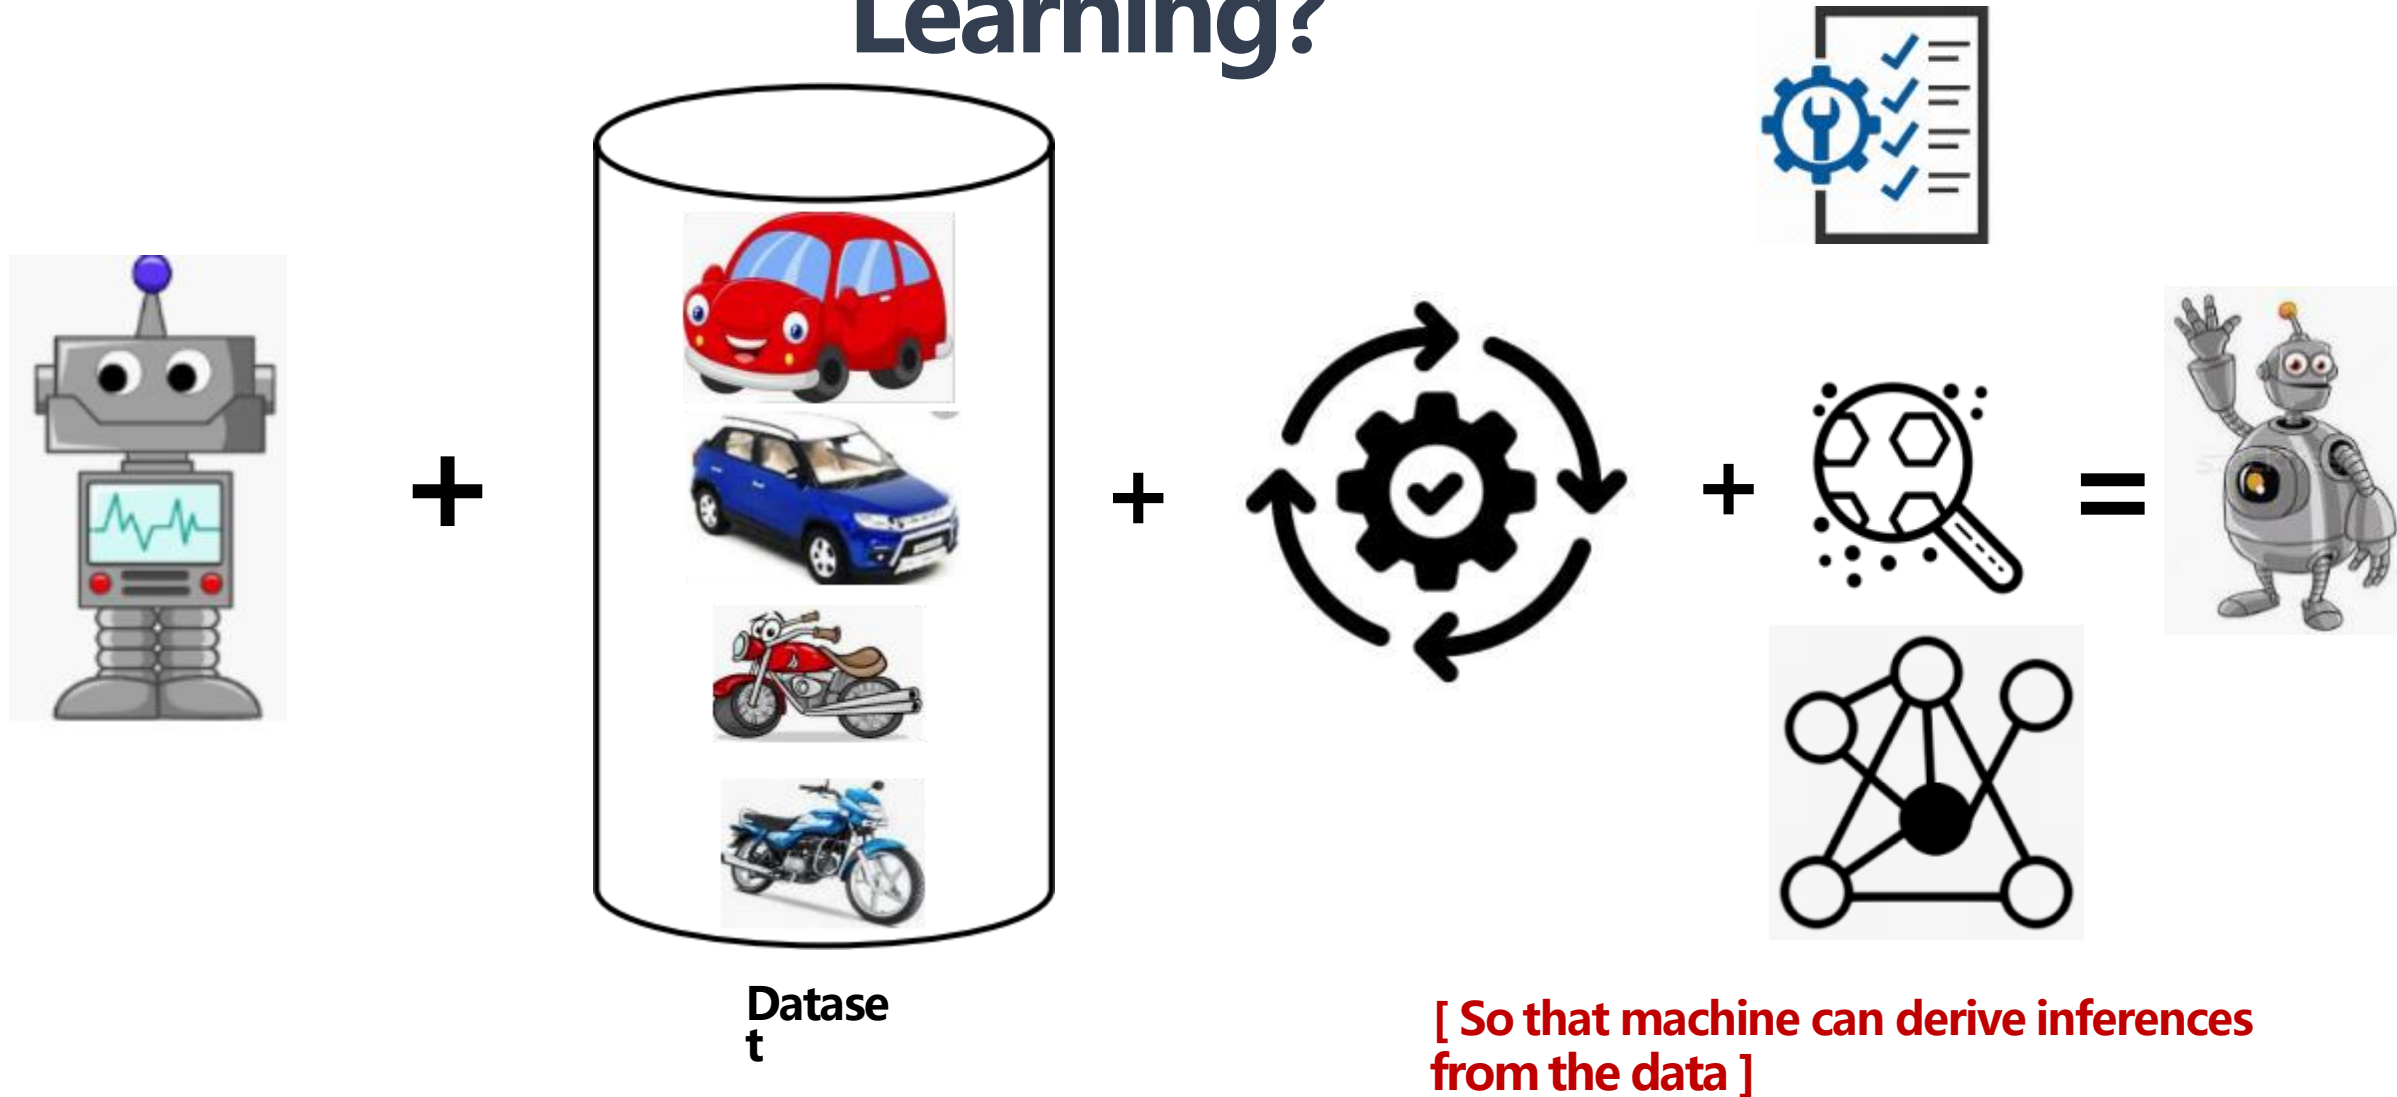 Learning?
+
+
+
=
Datase
t
[ So that machine can derive inferences
from the data ]